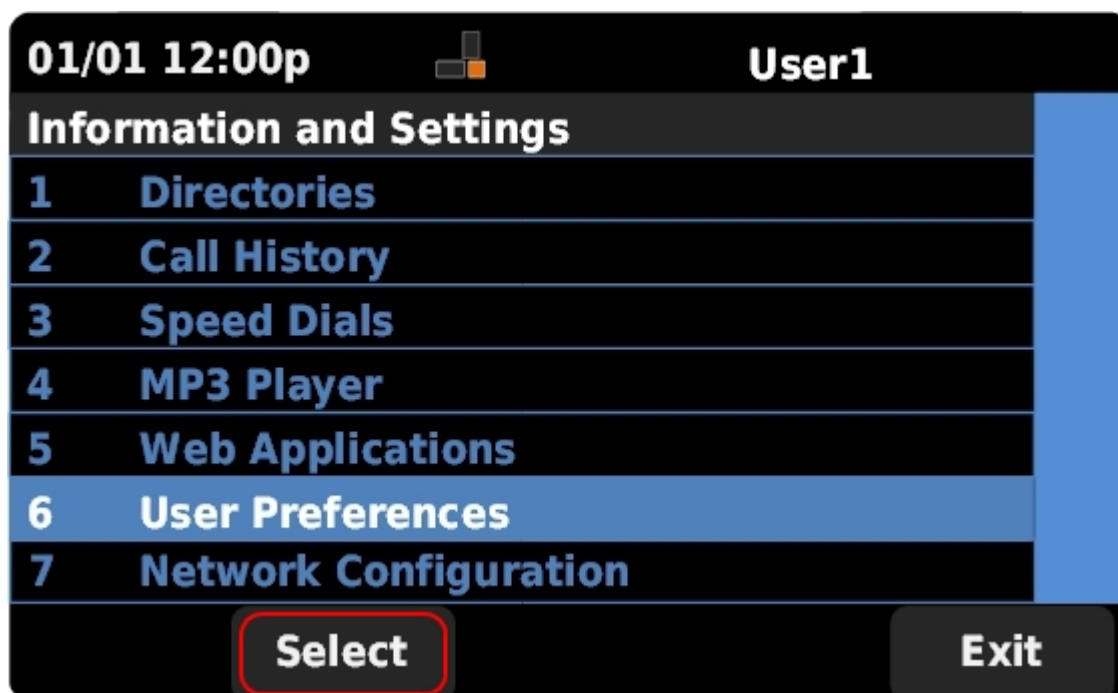 01/01 12:00p User1
Information and Settings
1 Directories
2 Call History
3 Speed Dials
4 MP3 Player
5 Web Applications
6 User Preferences
7 Network Configuration
Select Exit